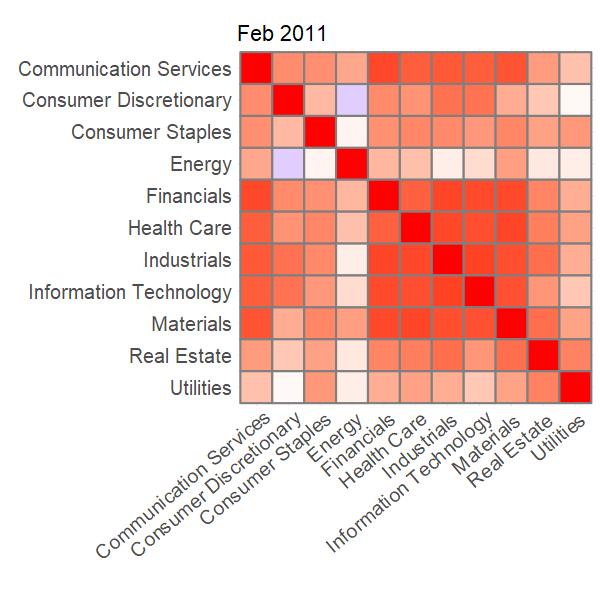 Feb 2011
Communication Services
Consumer Discretionary
Consumer Staples
Energy
Financials
Health Care
Industrials
Information Technology
Materials
Real Estate
Utilities
Communication Services
Consumer Discretionary
Consumer Staples
Energy
Financials
Health Care
Industrials
Information Technology
Materials
Real Estate
Utilities